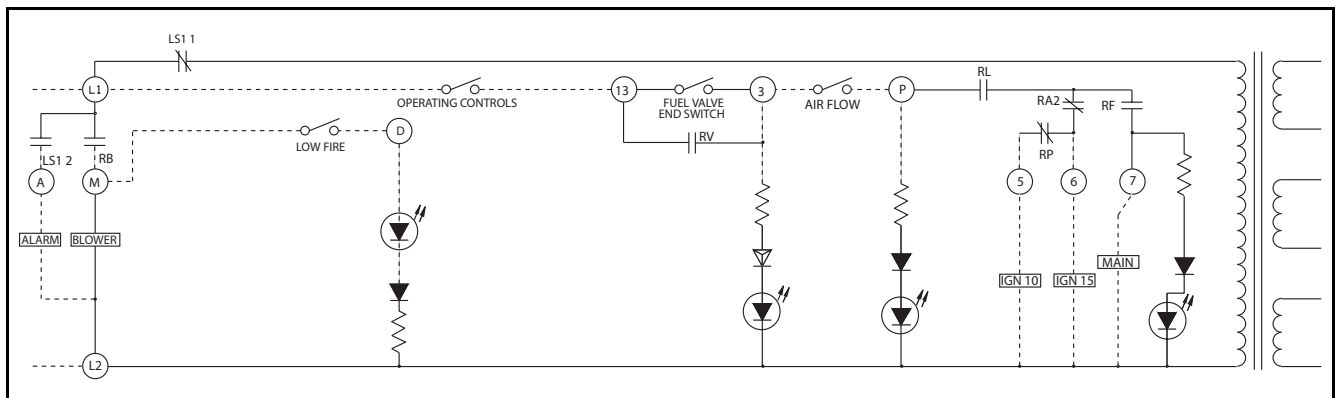 LS1 1
L1
OPERATING CONTROLS
13
FUEL VALVE
END SWITCH
3
AIR FLOW
P
RL
RA2
RF
LOW FIRE
D
RV
LS1 2
RB
RP
A
M
5
6
7
ALARM
BLOWER
MAIN
IGN 10
IGN 15
L2